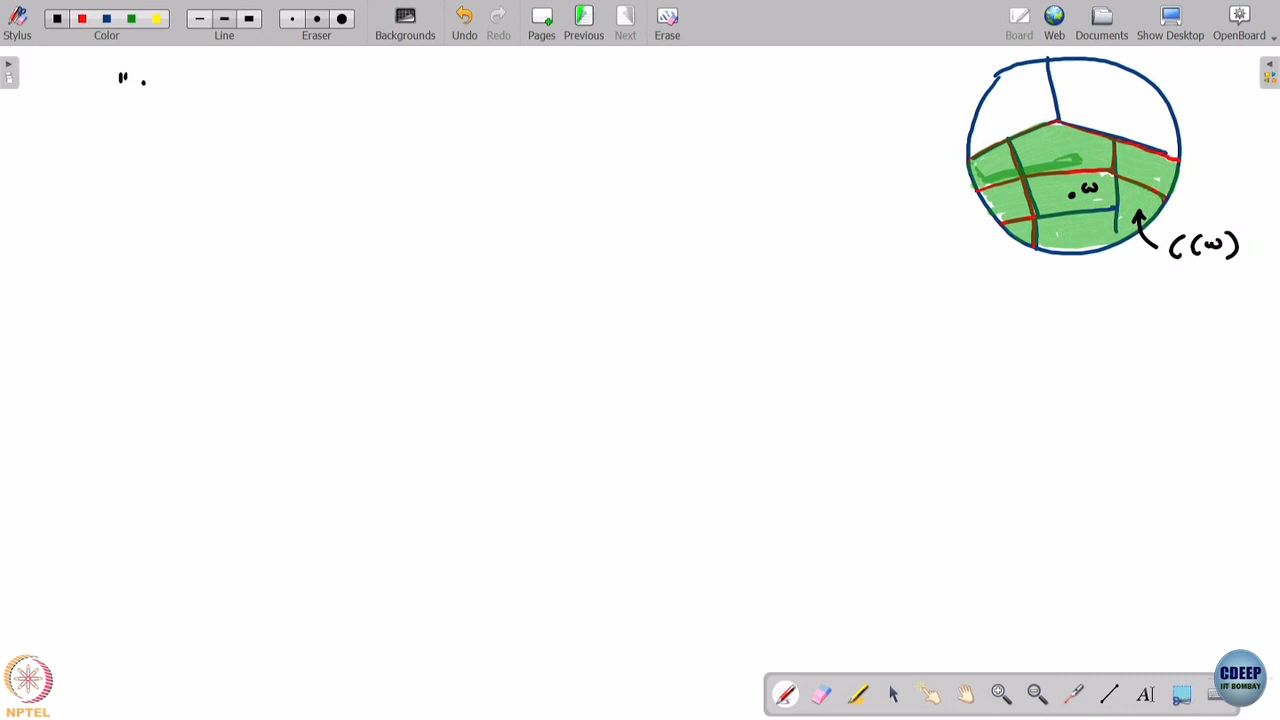 Stylus Color Line Eraser Backgrounds Undo Redo Pages Previous Next Erase Board Web Documents Show Desktop OpenBoard
" .
ω
C(ω)
CDEEP
IIT BOMBAY
NPTEL